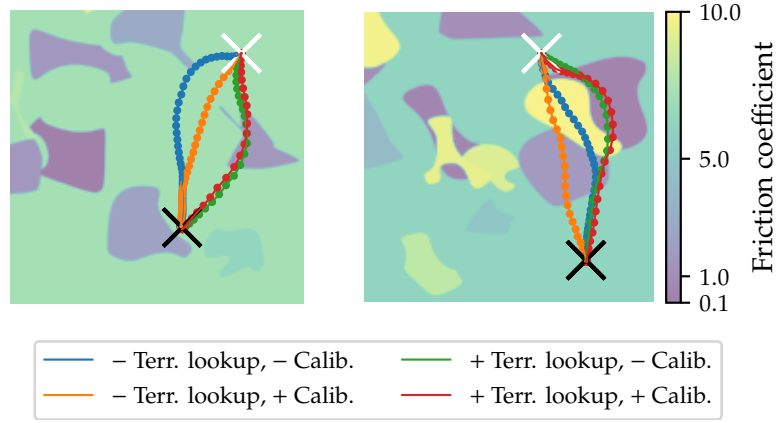 10.0
5.0
1.0
0.1
Friction coefficient
− Terr. lookup, − Calib.
+ Terr. lookup, − Calib.
− Terr. lookup, + Calib.
+ Terr. lookup, + Calib.